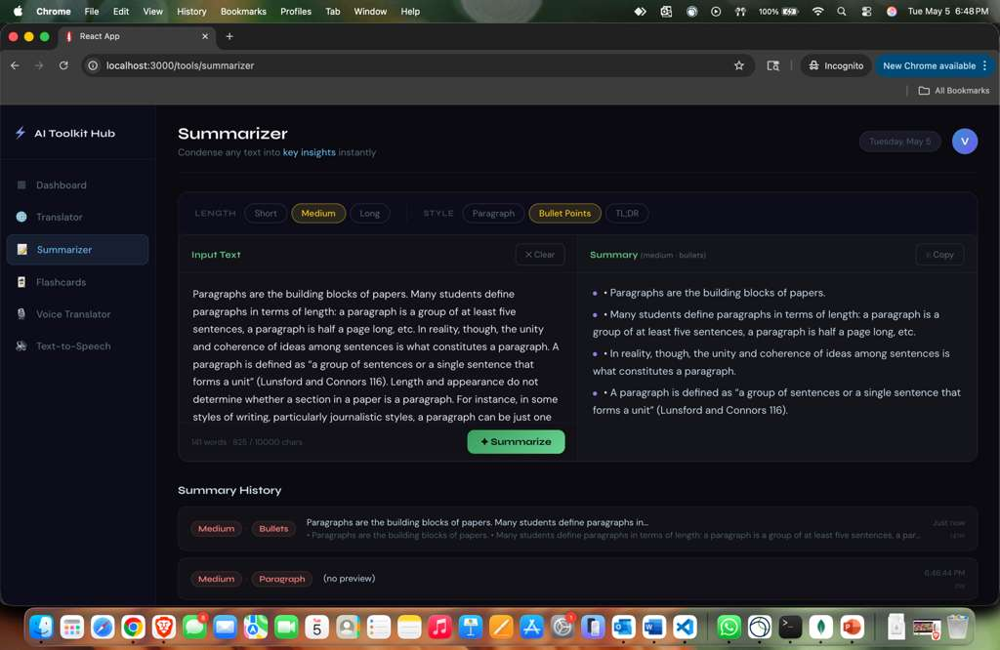 Chrome File Edit View History Bookmarks Profiles Tab Window Help 100% Tue May 5 6:48 PM
React App
localhost:3000/tools/summarizer Incognito New Chrome available
All Bookmarks
AI Toolkit Hub
Dashboard
Translator
Summarizer
Flashcards
Voice Translator
Text-to-Speech
Summarizer
Condense any text into key insights instantly
Tuesday, May 5 V
LENGTH Short Medium Long STYLE Paragraph Bullet Points TL;DR
Input Text
✕ Clear
Paragraphs are the building blocks of papers. Many students define
paragraphs in terms of length: a paragraph is a group of at least five
sentences, a paragraph is half a page long, etc. In reality, though, the unity
and coherence of ideas among sentences is what constitutes a paragraph. A
paragraph is defined as “a group of sentences or a single sentence that
forms a unit” (Lunsford and Connors 116). Length and appearance do not
determine whether a section in a paper is a paragraph. For instance, in some
styles of writing, particularly journalistic styles, a paragraph can be just one
141 words · 825 / 10000 chars
✦ Summarize
Summary (medium · bullets)
Copy
• • Paragraphs are the building blocks of papers.
• • Many students define paragraphs in terms of length: a paragraph is a
group of at least five sentences, a paragraph is half a page long, etc.
• • In reality, though, the unity and coherence of ideas among sentences is
what constitutes a paragraph.
• • A paragraph is defined as “a group of sentences or a single sentence that
forms a unit” (Lunsford and Connors 116).
Summary History
Medium · Bullets
Paragraphs are the building blocks of papers. Many students define paragraphs in...
• Paragraphs are the building blocks of papers. • Many students define paragraphs in terms of length: a paragraph is a group of at least five sentences, a par...
Just now
141w
Medium · Paragraph (no preview)
6:46:44 PM
8
5
1